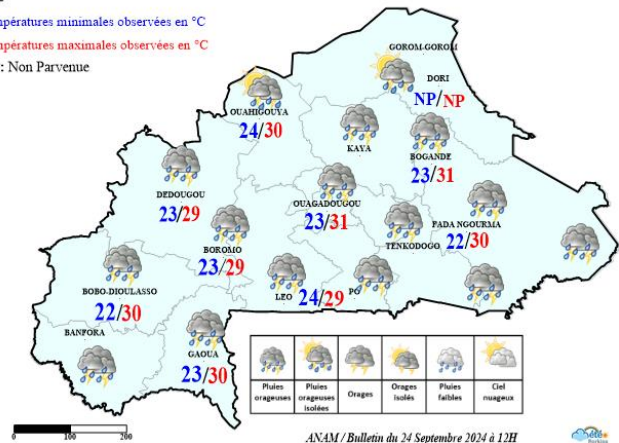 mpératures minimales observées en °C
mpératures maximales observées en °C
: Non Parvenue
GOROM-GOROM
DORI
NP/NP
OUAHIGOUYA
24/30
KAYA
BOGANDE
23/31
DEDOUGOU
23/29
OUAGADOUGOU
23/31
FADA NGOURMA
22/30
TENKODOGO
BOROMO
23/29
BOBO-DIOULASSO
22/30
LEO
24/29
PO
BANFORA
GAOUA
23/30
Pluies orageuses
Pluies orageuses isolées
Orages
Orages isolés
Pluies faibles
Ciel nuageux
0 100 200
ANAM / Bulletin du 24 Septembre 2024 à 12H